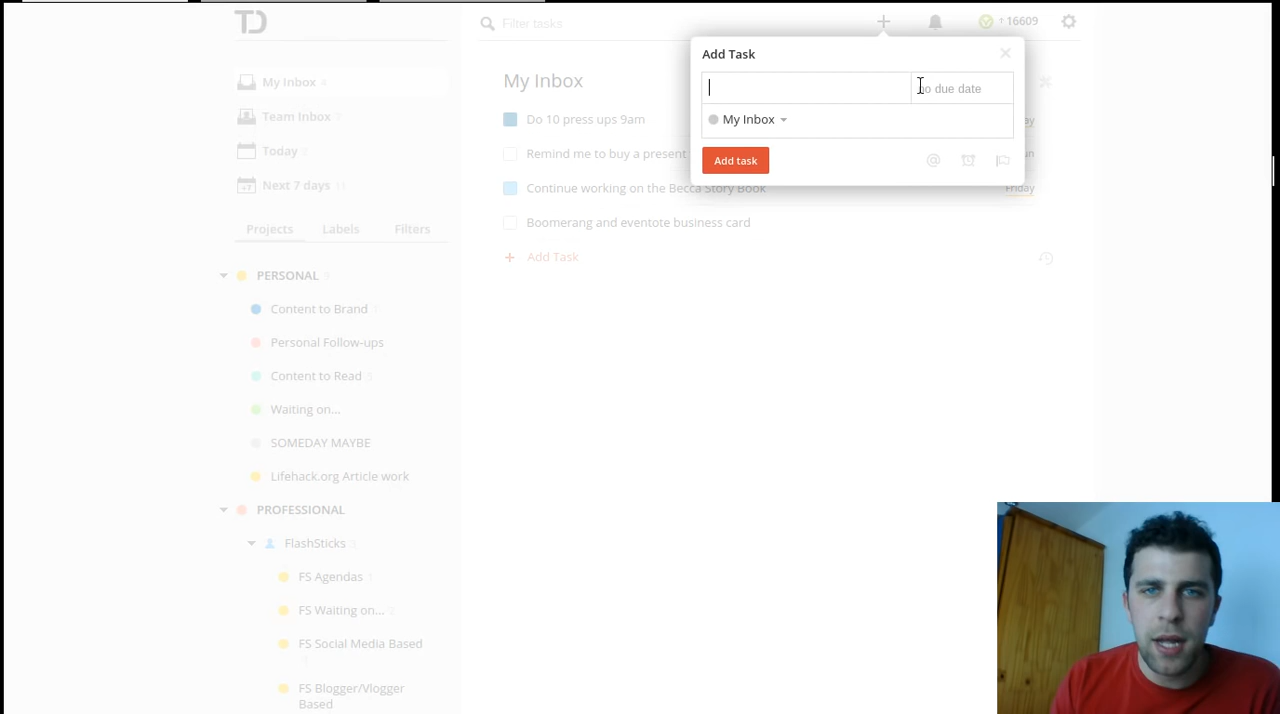 TD
Filter tasks
+16609
Add Task
no due date
My Inbox
Add task
My Inbox 4
Team Inbox
Today
Next 7 days 11
Projects Labels Filters
PERSONAL
Content to Brand
Personal Follow-ups
Content to Read
Waiting on...
SOMEDAY MAYBE
Lifehack.org Article work
PROFESSIONAL
FlashSticks
FS Agendas 1
FS Waiting on...
FS Social Media Based
FS Blogger/Vlogger
Based
My Inbox
Do 10 press ups 9am
Remind me to buy a present
Continue working on the Becca Story Book
Friday
Boomerang and eventote business card
+ Add Task